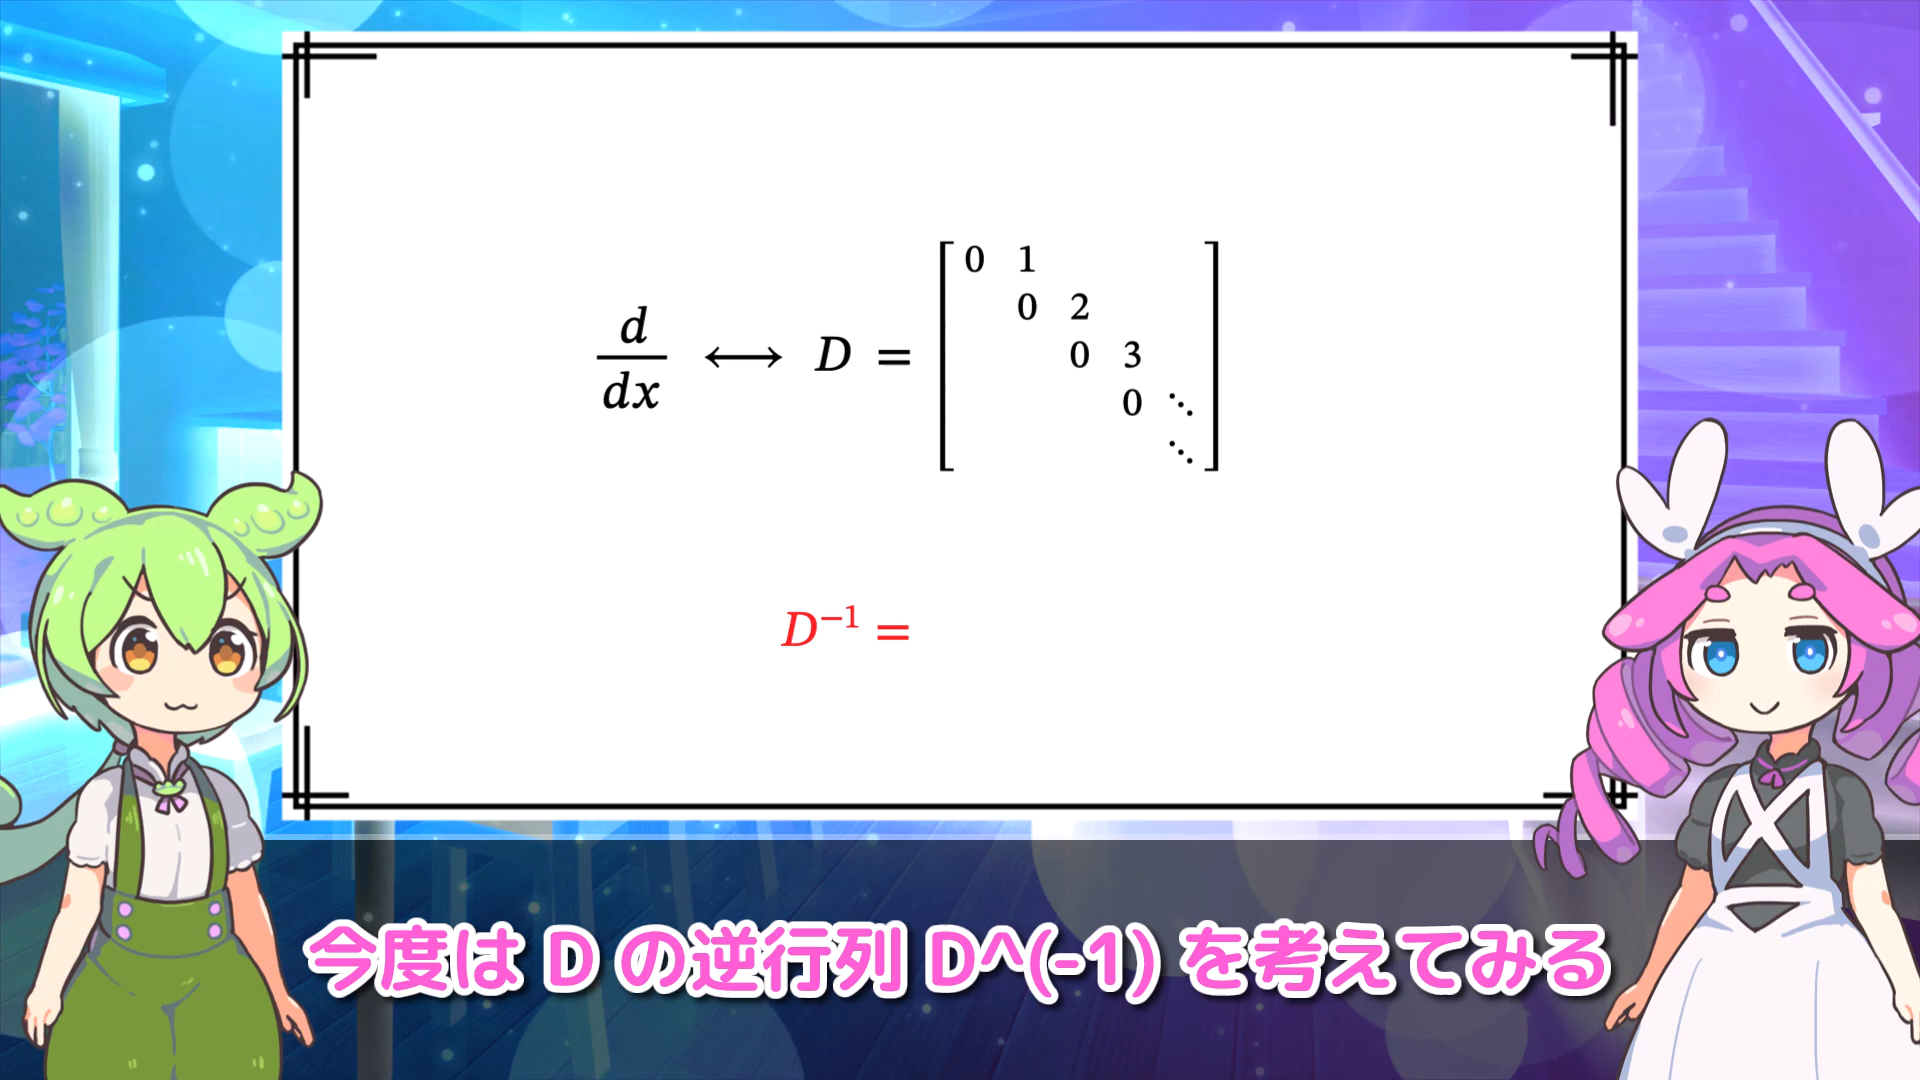 d/dx ⟷ D = [
0 1
0 2
0 3
0 ⋱
⋱
]
D⁻¹ =
今度は D の逆行列 D^(-1) を考えてみる